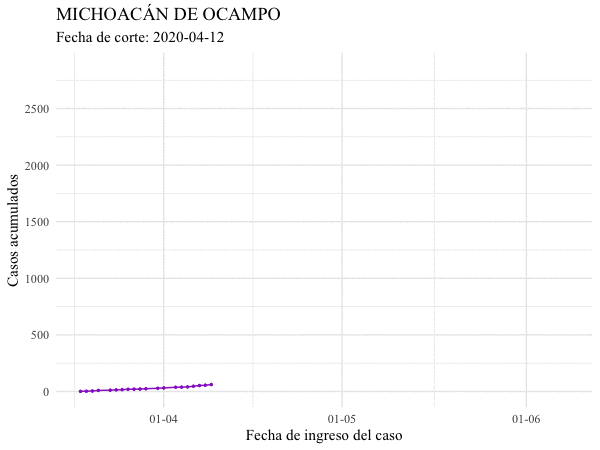 MICHOACÁN DE OCAMPO
Fecha de corte: 2020-04-12
Casos acumulados
2500
2000
1500
1000
500
0
01-04
01-05
01-06
Fecha de ingreso del caso